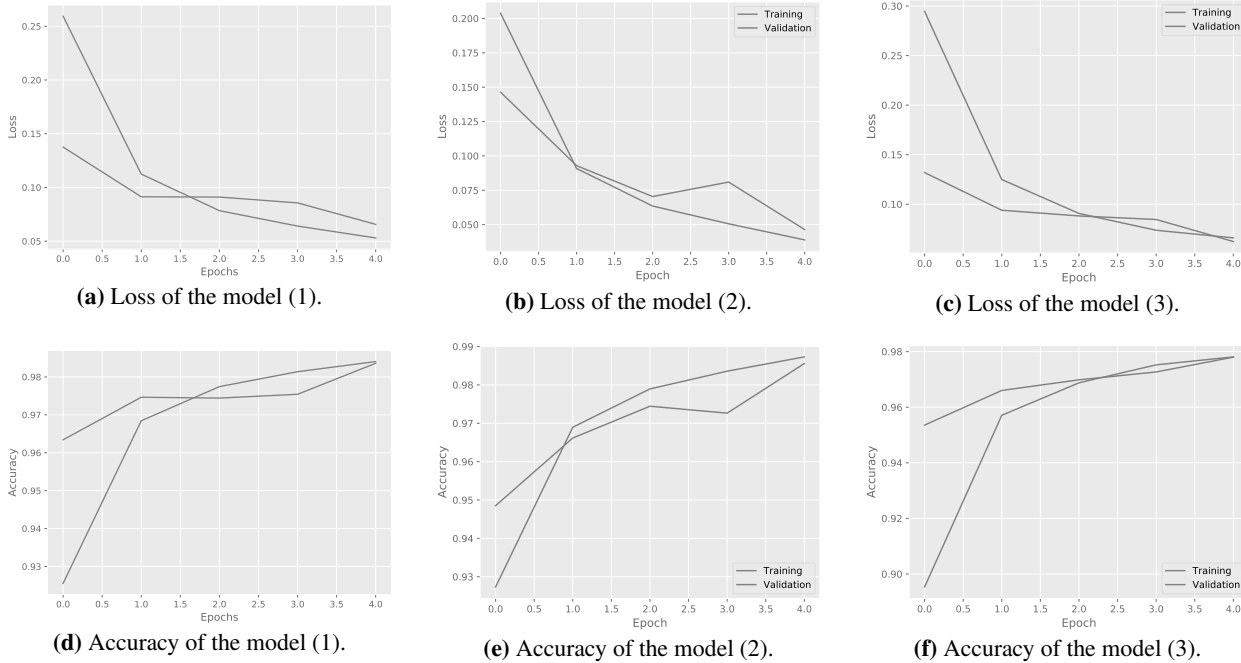 0.25
0.20
0.15
0.10
0.05
Loss
0.0 0.5 1.0 1.5 2.0 2.5 3.0 3.5 4.0
Epochs
(a) Loss of the model (1).
0.200
0.175
0.150
0.125
0.100
0.075
0.050
Loss
Training
Validation
0.0 0.5 1.0 1.5 2.0 2.5 3.0 3.5 4.0
Epoch
(b) Loss of the model (2).
0.30
0.25
0.20
0.15
0.10
Loss
Training
Validation
0.0 0.5 1.0 1.5 2.0 2.5 3.0 3.5 4.0
Epoch
(c) Loss of the model (3).
0.98
0.97
0.96
0.95
0.94
0.93
Accuracy
0.0 0.5 1.0 1.5 2.0 2.5 3.0 3.5 4.0
Epochs
(d) Accuracy of the model (1).
0.99
0.98
0.97
0.96
0.95
0.94
0.93
Accuracy
Training
Validation
0.0 0.5 1.0 1.5 2.0 2.5 3.0 3.5 4.0
Epoch
(e) Accuracy of the model (2).
0.98
0.96
0.94
0.92
0.90
Accuracy
Training
Validation
0.0 0.5 1.0 1.5 2.0 2.5 3.0 3.5 4.0
Epoch
(f) Accuracy of the model (3).